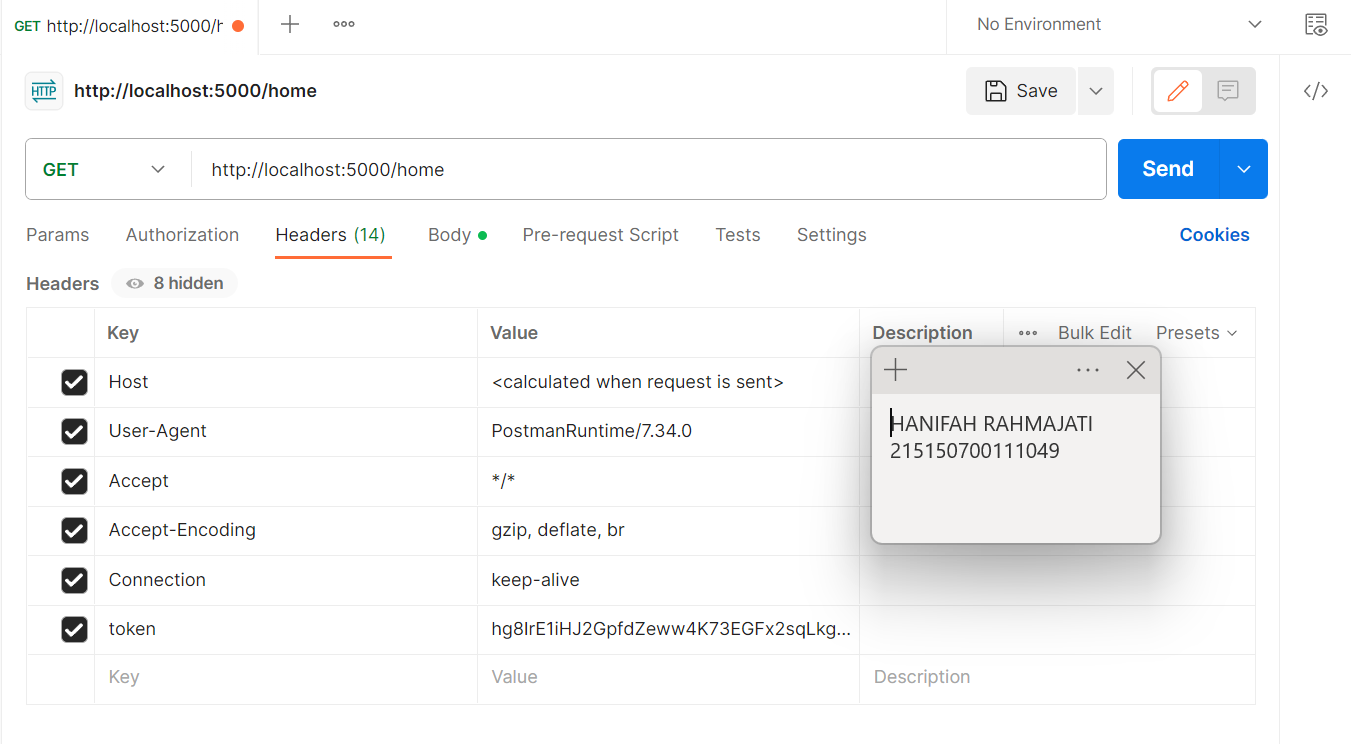 GET http://localhost:5000/h
No Environment
HTTP
http://localhost:5000/home
Save
</>
GET http://localhost:5000/home
Send
Params Authorization Headers (14) Body Pre-request Script Tests Settings Cookies
Headers 8 hidden
Key Value Description Bulk Edit Presets
Host <calculated when request is sent>
User-Agent PostmanRuntime/7.34.0
Accept */*
Accept-Encoding gzip, deflate, br
Connection keep-alive
token hg8IrE1iHJ2GpfdZeww4K73EGFx2sqLkg...
Key Value Description
HANIFAH RAHMAJATI
215150700111049